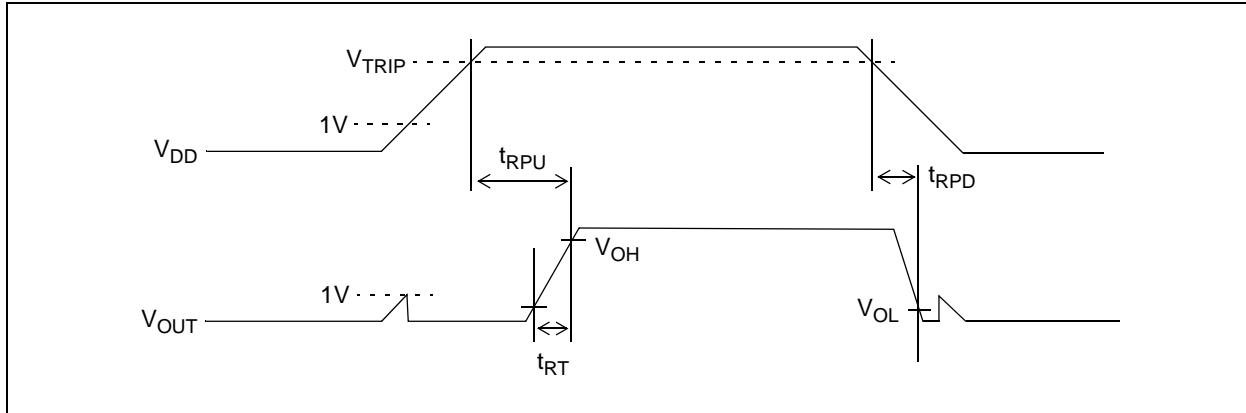 VTRIP
1V
VDD
tRPU
tRPD
VOH
1V
VOUT
VOL
tRT